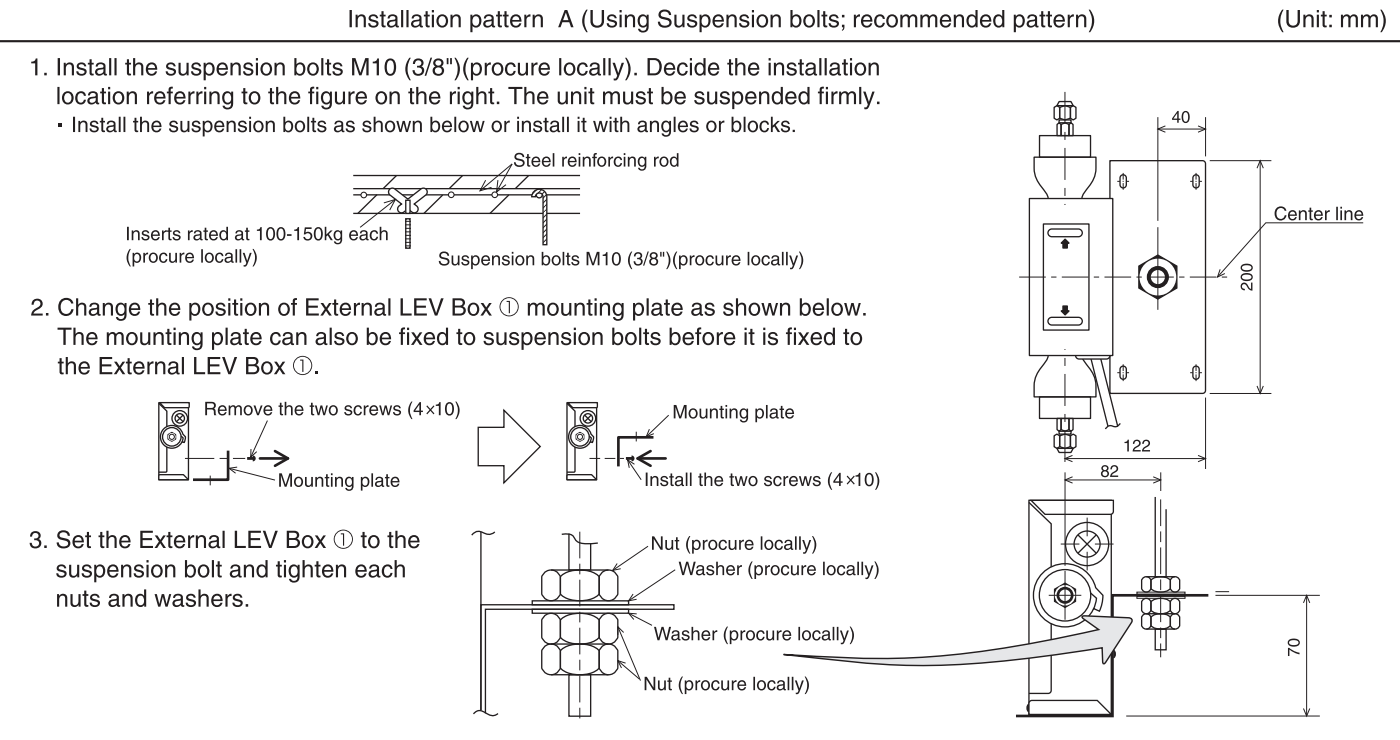 Installation pattern A (Using Suspension bolts; recommended pattern) (Unit: mm)
1. Install the suspension bolts M10 (3/8")(procure locally). Decide the installation
location referring to the figure on the right. The unit must be suspended firmly.
· Install the suspension bolts as shown below or install it with angles or blocks.
Steel reinforcing rod
Inserts rated at 100-150kg each
(procure locally)
Suspension bolts M10 (3/8")(procure locally)
2. Change the position of External LEV Box ① mounting plate as shown below.
The mounting plate can also be fixed to suspension bolts before it is fixed to
the External LEV Box ①.
Remove the two screws (4×10)
Mounting plate
Mounting plate
Install the two screws (4×10)
3. Set the External LEV Box ① to the
suspension bolt and tighten each
nuts and washers.
Nut (procure locally)
Washer (procure locally)
Washer (procure locally)
Nut (procure locally)
40
Center line
200
122
82
70